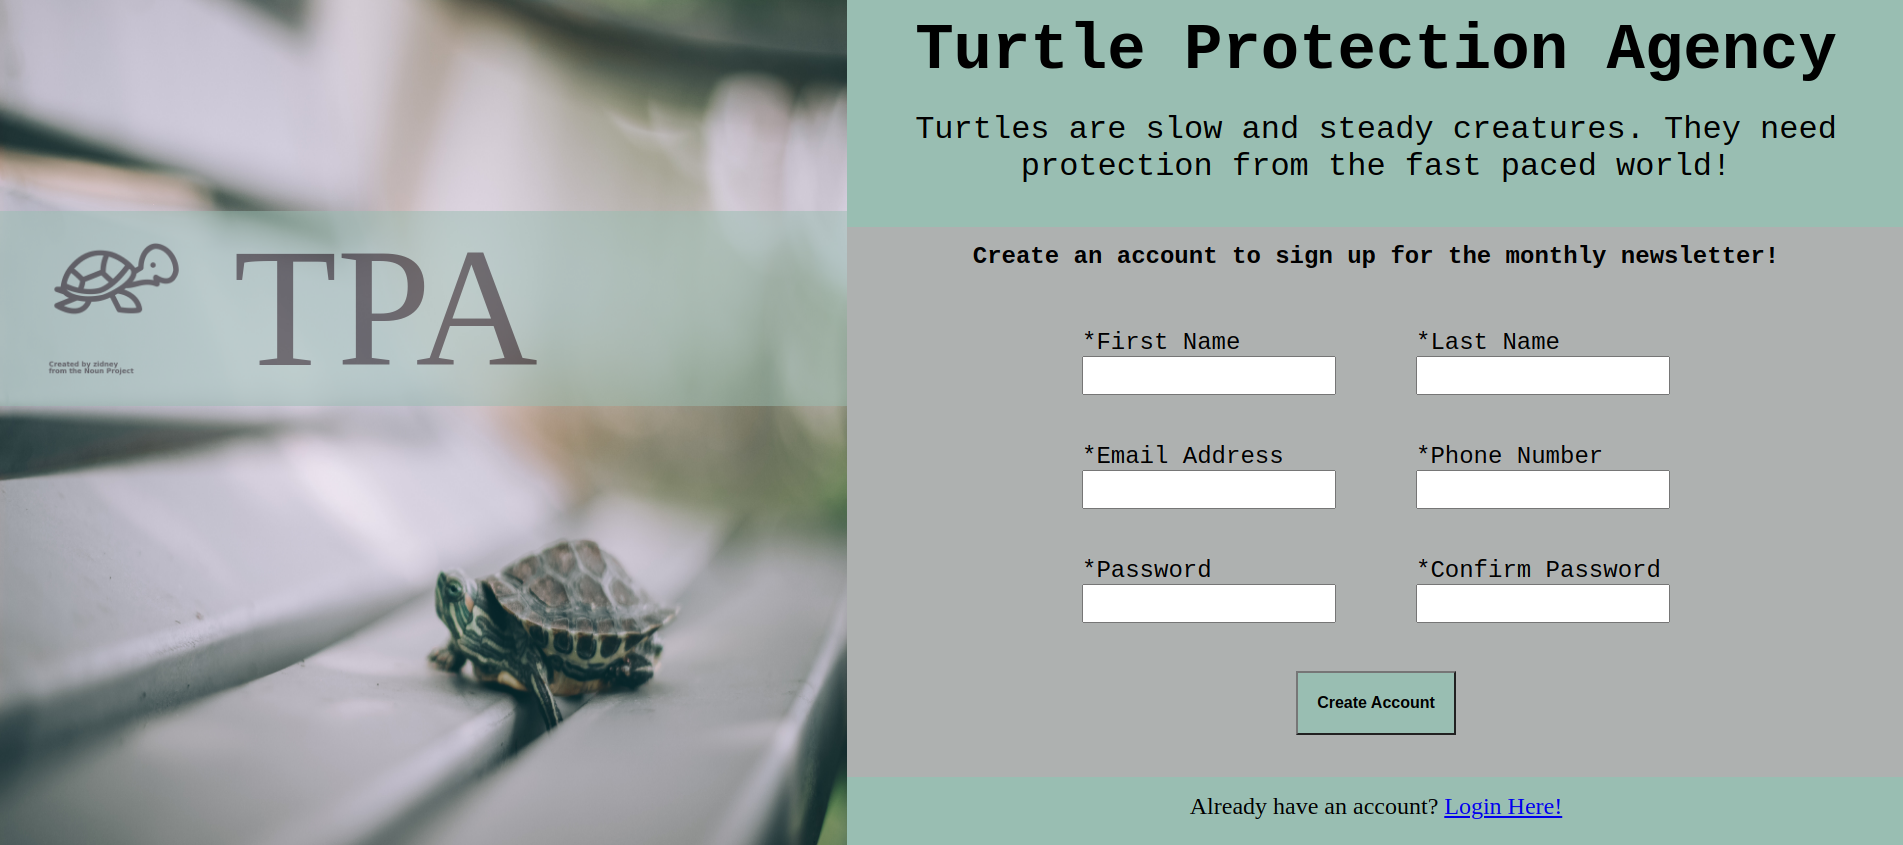 TPA
Created by zidney
from the Noun Project
Turtle Protection Agency
Turtles are slow and steady creatures. They need
protection from the fast paced world!
Create an account to sign up for the monthly newsletter!
*First Name
*Last Name
*Email Address
*Phone Number
*Password
*Confirm Password
Create Account
Already have an account? Login Here!